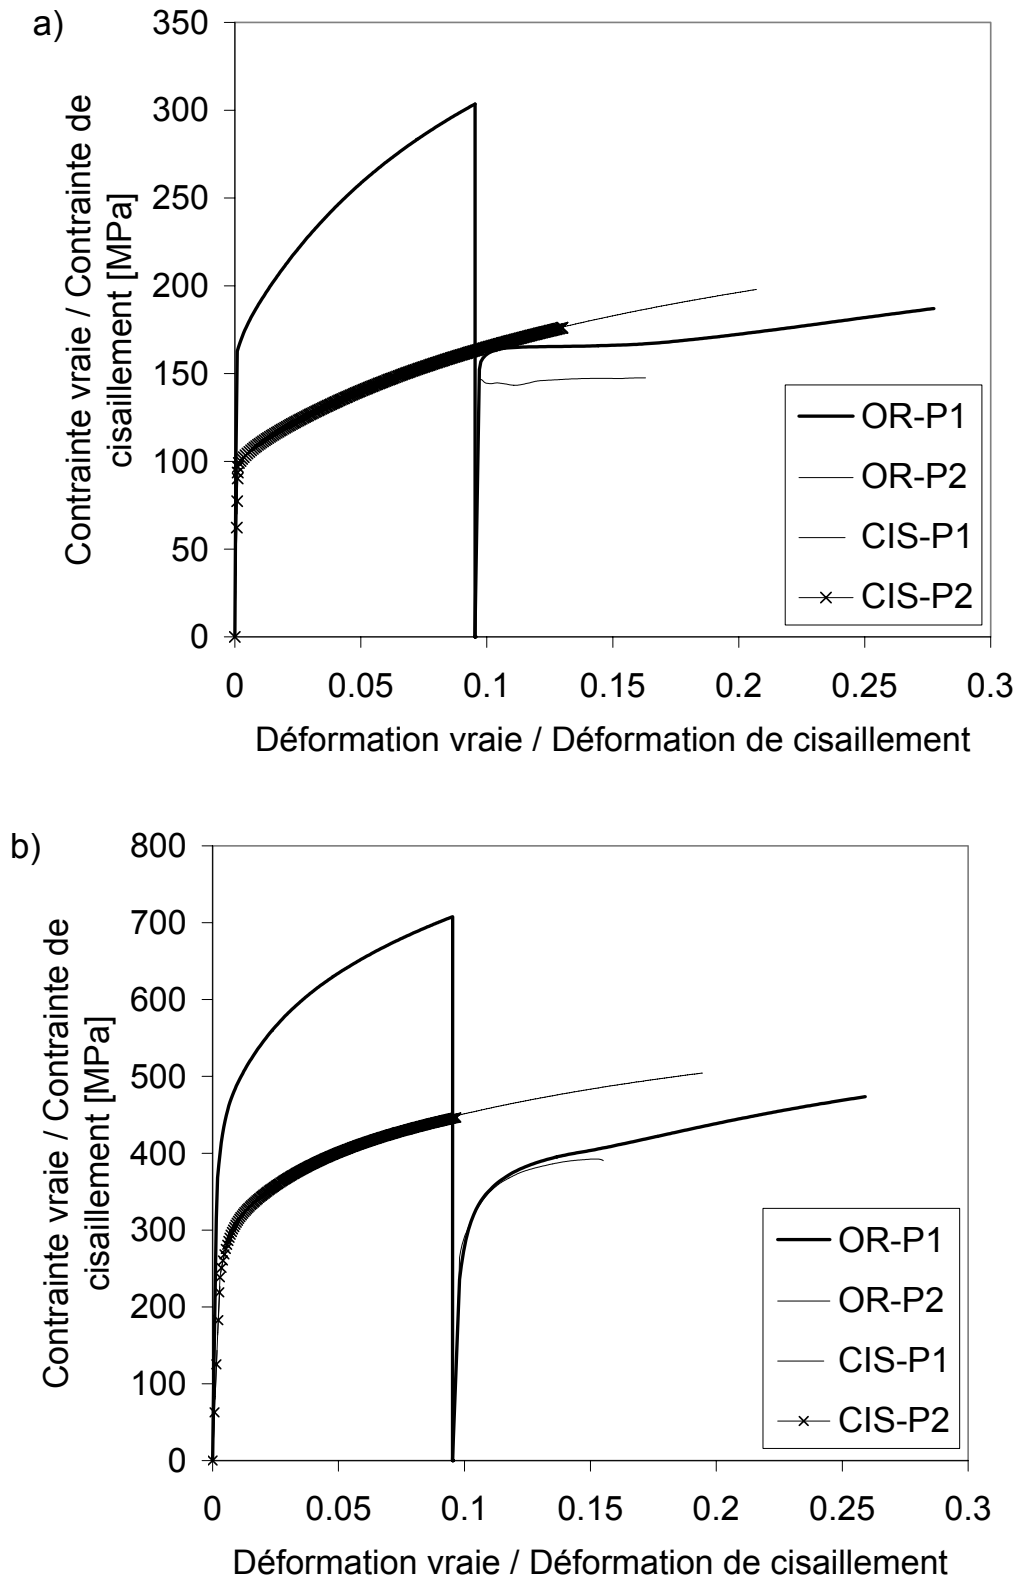 a)
350
300
250
200
150
100
50
0
Contrainte vraie / Contrainte de
cisaillement [MPa]
OR-P1
OR-P2
CIS-P1
CIS-P2
0 0.05 0.1 0.15 0.2 0.25 0.3
Déformation vraie / Déformation de cisaillement
b)
800
700
600
500
400
300
200
100
0
Contrainte vraie / Contrainte de
cisaillement [MPa]
OR-P1
OR-P2
CIS-P1
CIS-P2
0 0.05 0.1 0.15 0.2 0.25 0.3
Déformation vraie / Déformation de cisaillement